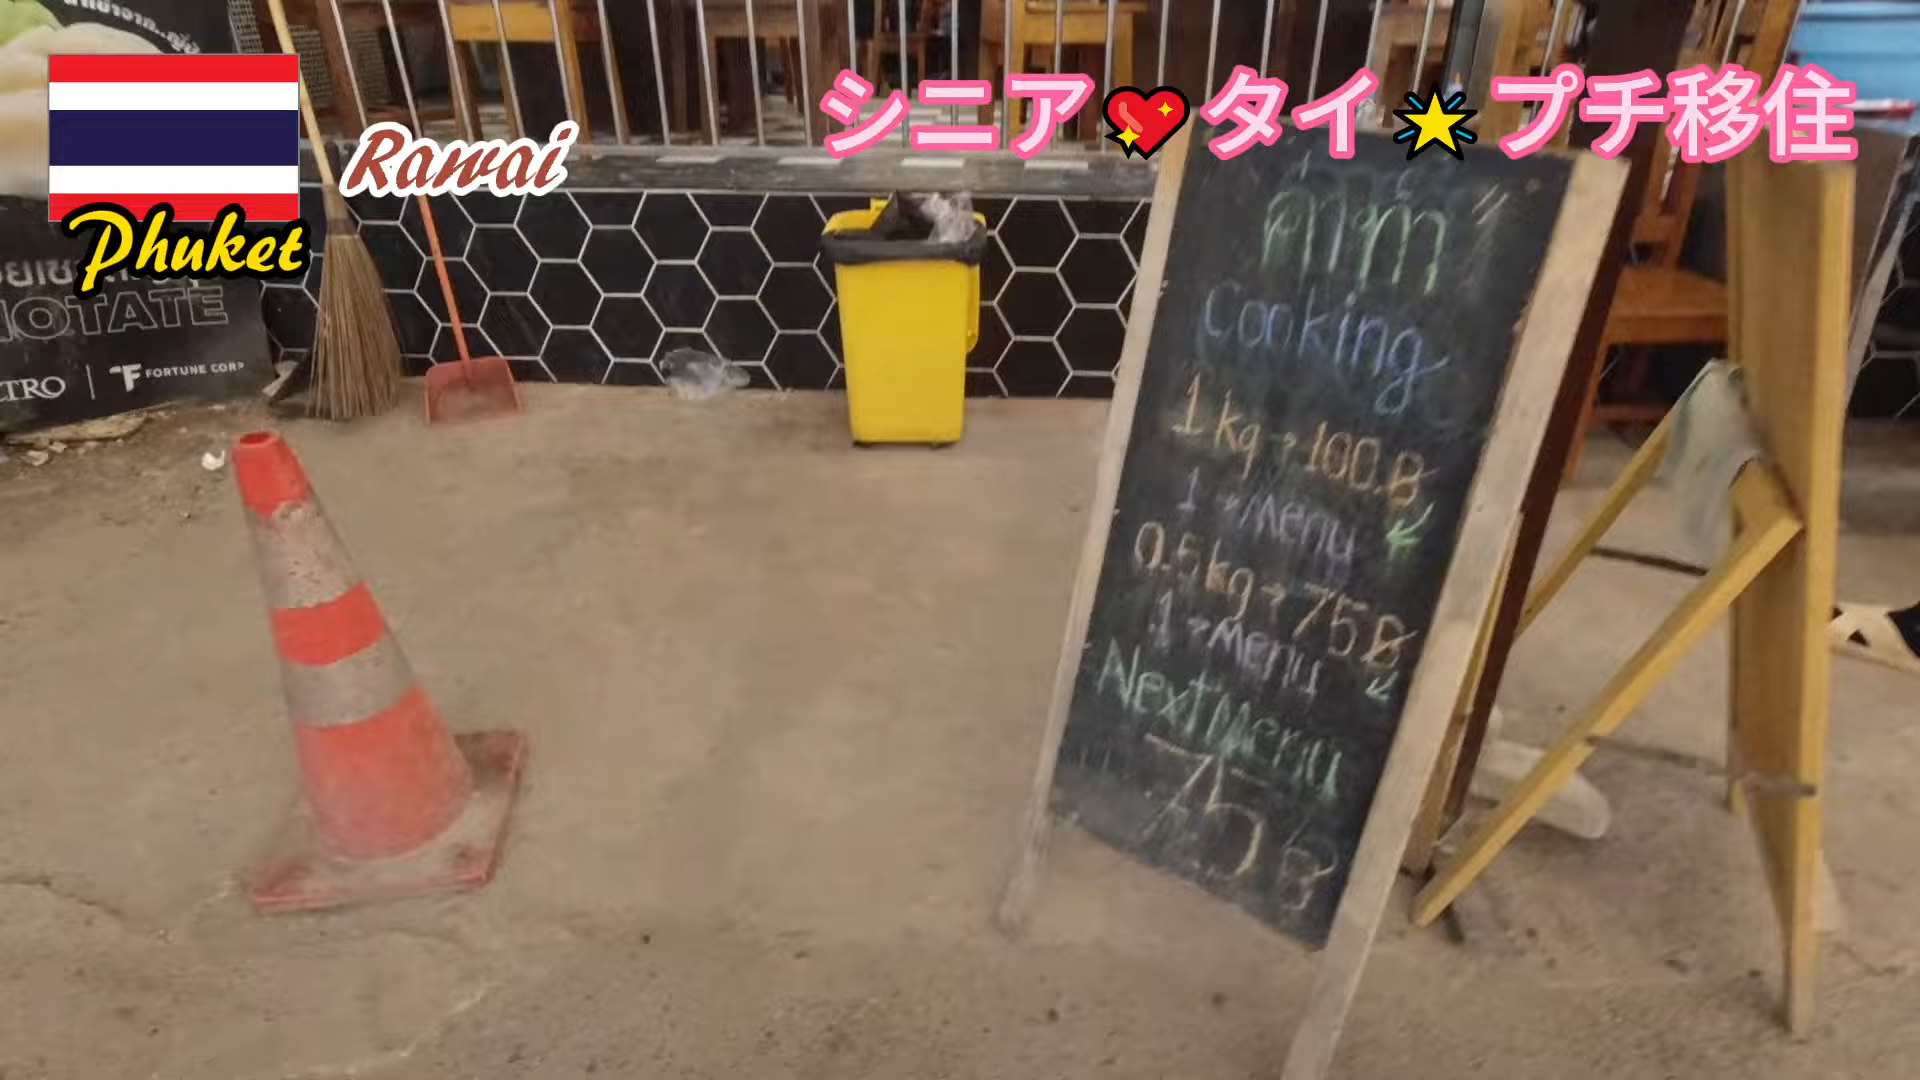 シニア💖タイ🌟プチ移住
Rawai
Phuket
NOTATE
FORTUNE CORP
ค่าทำ
Cooking
1 kg → 100.฿
1 → Menu
0.5 kg → 75 ฿
1 → Menu
Next Menu
75 ฿